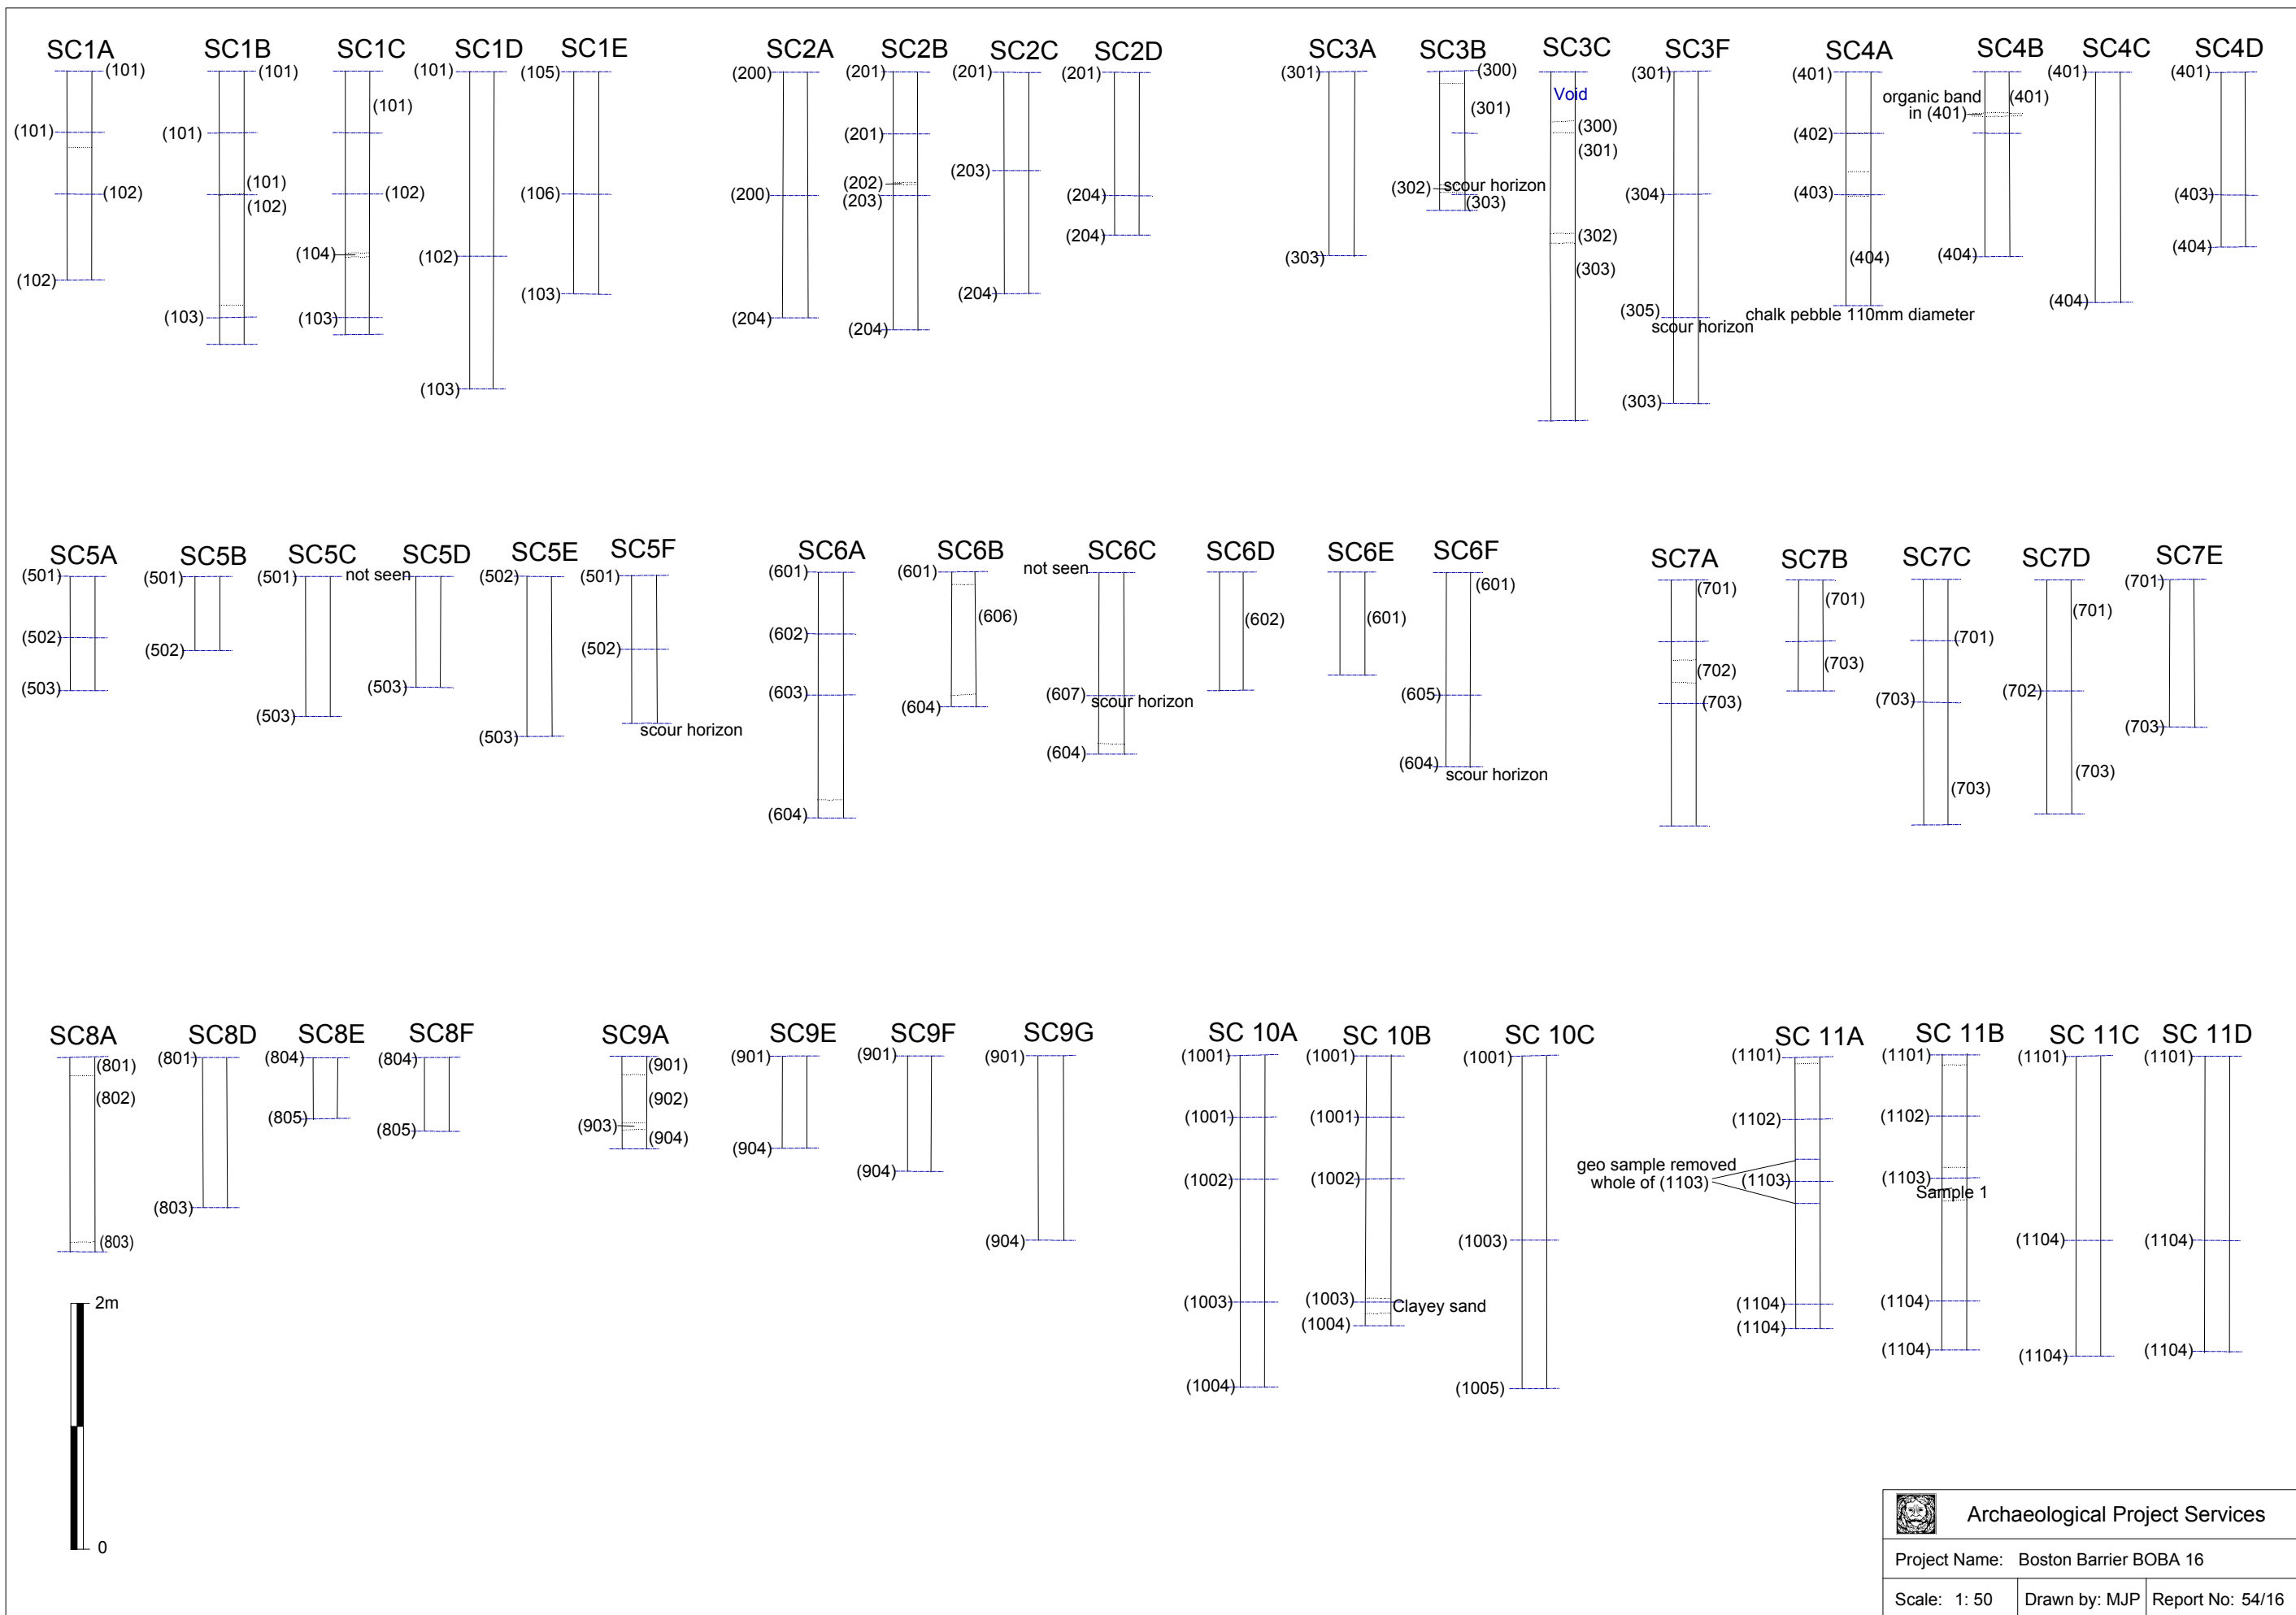 SC1A
(101)
(101)
(102)
(102)
SC1B
(101)
(101)
(101)
(102)
(103)
SC1C
(101)
(102)
(104)
(103)
SC1D
(101)
(102)
(103)
SC1E
(105)
(106)
(103)
SC2A
(200)
(200)
(204)
SC2B
(201)
(201)
(202)
(203)
(204)
SC2C
(201)
(203)
(204)
SC2D
(201)
(204)
(204)
SC3A
(301)
(303)
SC3B
(300)
(301)
(302)
scour horizon
(303)
SC3C
Void
(300)
(301)
(302)
(303)
SC3F
(301)
(304)
(305)
scour horizon
(303)
SC4A
(401)
(402)
(403)
(404)
chalk pebble 110mm diameter
SC4B
organic band
in (401)
(401)
(404)
SC4C
(401)
(404)
SC4D
(401)
(403)
(404)
SC5A
(501)
(502)
(503)
SC5B
(501)
(502)
SC5C
(501)
(503)
SC5D
not seen
(503)
SC5E
(502)
(503)
SC5F
(501)
(502)
scour horizon
SC6A
(601)
(602)
(603)
(604)
SC6B
(601)
(606)
(604)
SC6C
not seen
(607)
scour horizon
(604)
SC6D
(602)
SC6E
(601)
SC6F
(601)
(605)
(604)
scour horizon
SC7A
(701)
(702)
(703)
SC7B
(701)
(703)
SC7C
(701)
(703)
(703)
SC7D
(701)
(702)
(703)
SC7E
(701)
(703)
SC8A
(801)
(802)
(803)
SC8D
(801)
(803)
SC8E
(804)
(805)
SC8F
(804)
(805)
SC9A
(901)
(902)
(903)
(904)
SC9E
(901)
(904)
SC9F
(901)
(904)
SC9G
(901)
(904)
SC 10A
(1001)
(1001)
(1002)
(1003)
(1004)
SC 10B
(1001)
(1001)
(1002)
(1003)
Clayey sand
(1004)
SC 10C
(1001)
(1003)
(1005)
SC 11A
(1101)
(1102)
geo sample removed
whole of (1103)
(1103)
(1104)
(1104)
SC 11B
(1101)
(1102)
(1103)
Sample 1
(1104)
(1104)
SC 11C
(1101)
(1104)
(1104)
SC 11D
(1101)
(1104)
(1104)
2m
0
Archaeological Project Services
Project Name: Boston Barrier BOBA 16
Scale: 1: 50 Drawn by: MJP Report No: 54/16